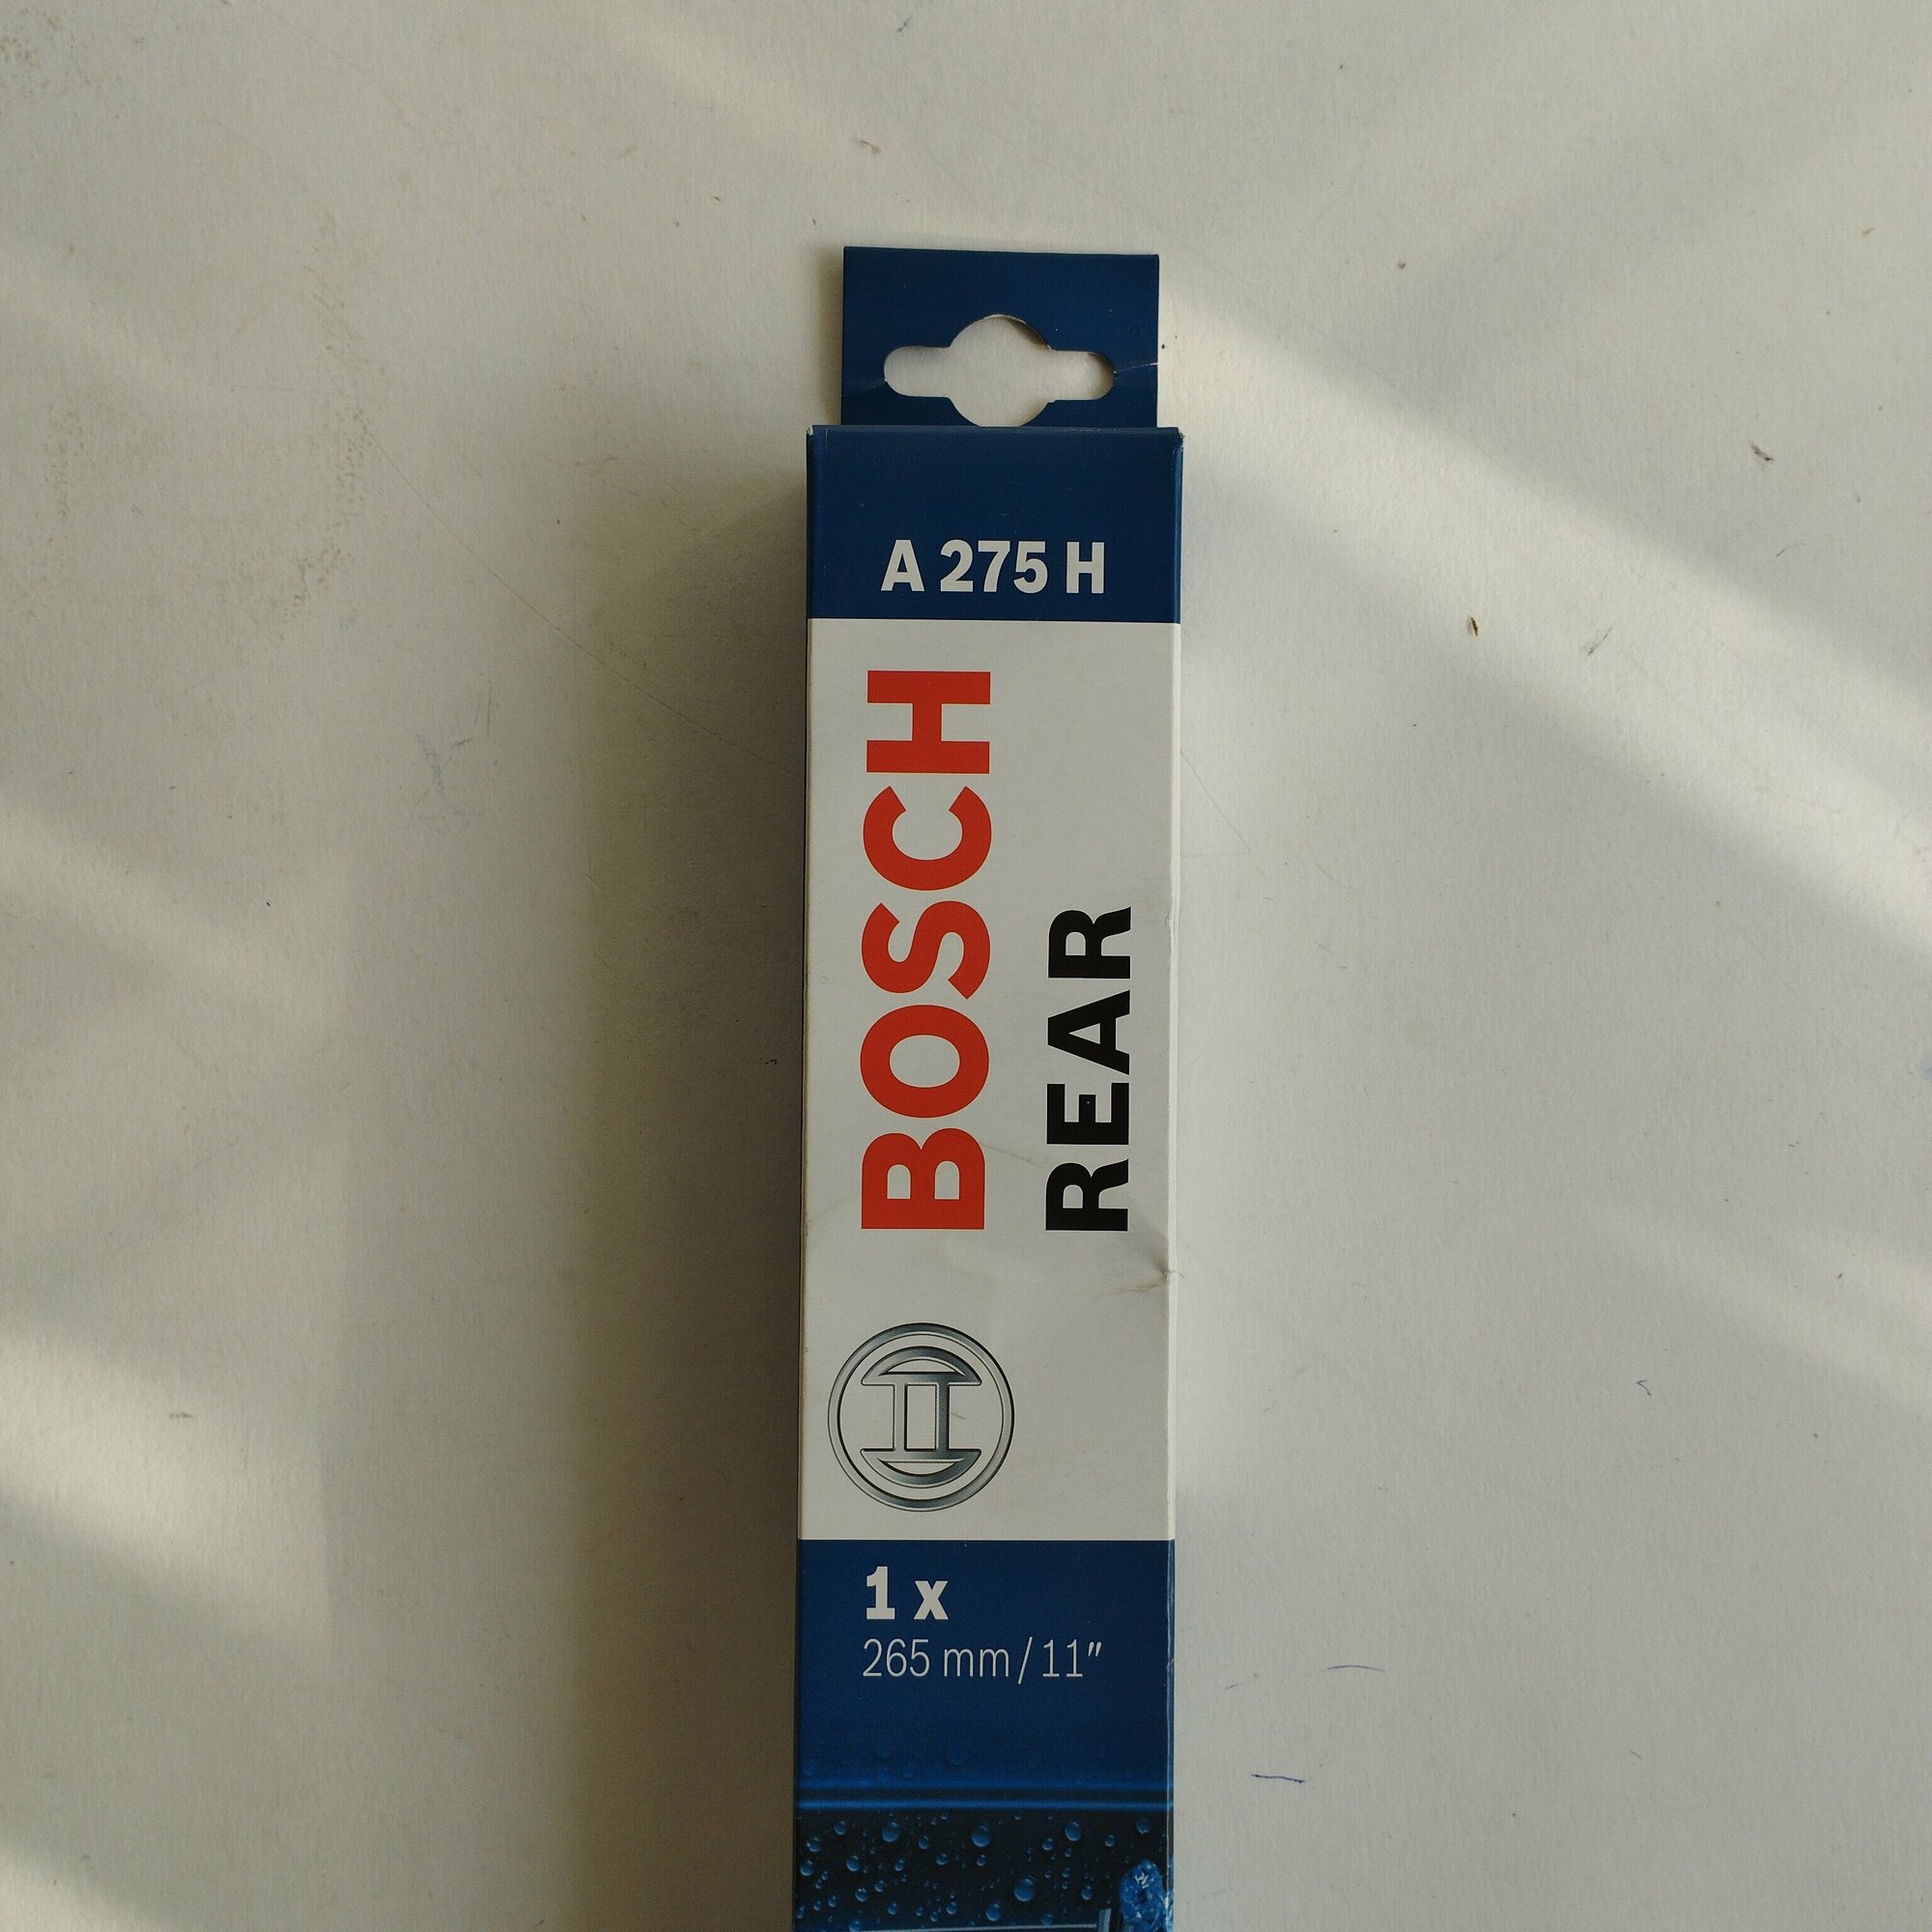 A 275 H
BOSCH
REAR
1 x
265 mm / 11"